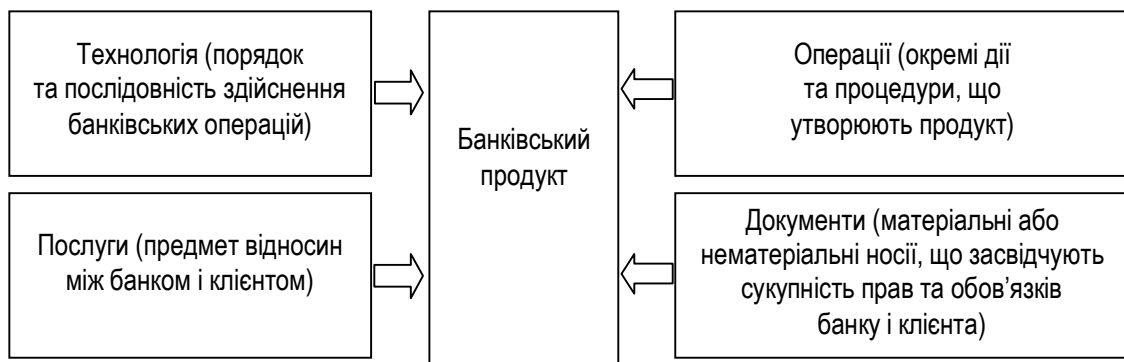 Технологія (порядок
та послідовність здійснення
банківських операцій)
Послуги (предмет відносин
між банком і клієнтом)
Банківський
продукт
Операції (окремі дії
та процедури, що
утворюють продукт)
Документи (матеріальні або
нематеріальні носії, що засвідчують
сукупність прав та обов’язків
банку і клієнта)